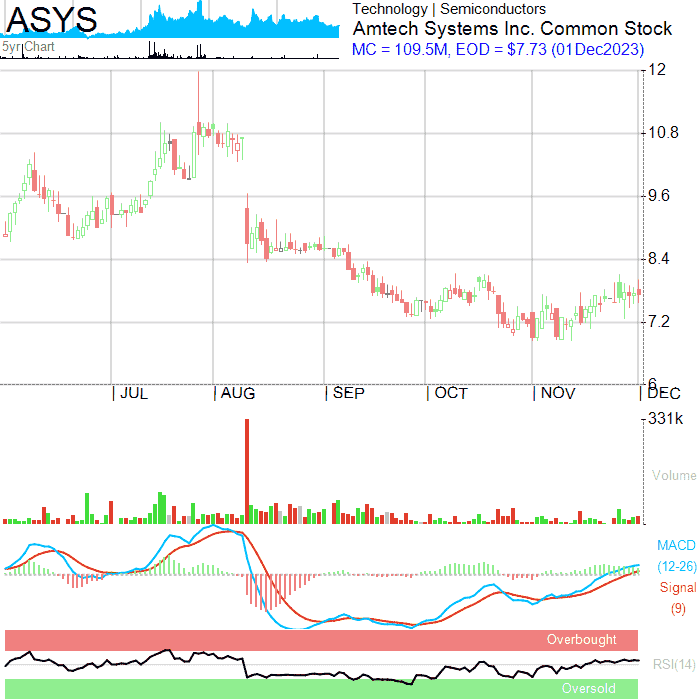 ASYS
5yr Chart
Technology | Semiconductors
Amtech Systems Inc. Common Stock
MC = 109.5M, EOD = $7.73 (01Dec2023)
12
10.8
9.6
8.4
7.2
6
| JUL | AUG | SEP | OCT | NOV | DEC
331k
Volume
MACD
(12-26)
Signal
(9)
Overbought
RSI(14)
Oversold